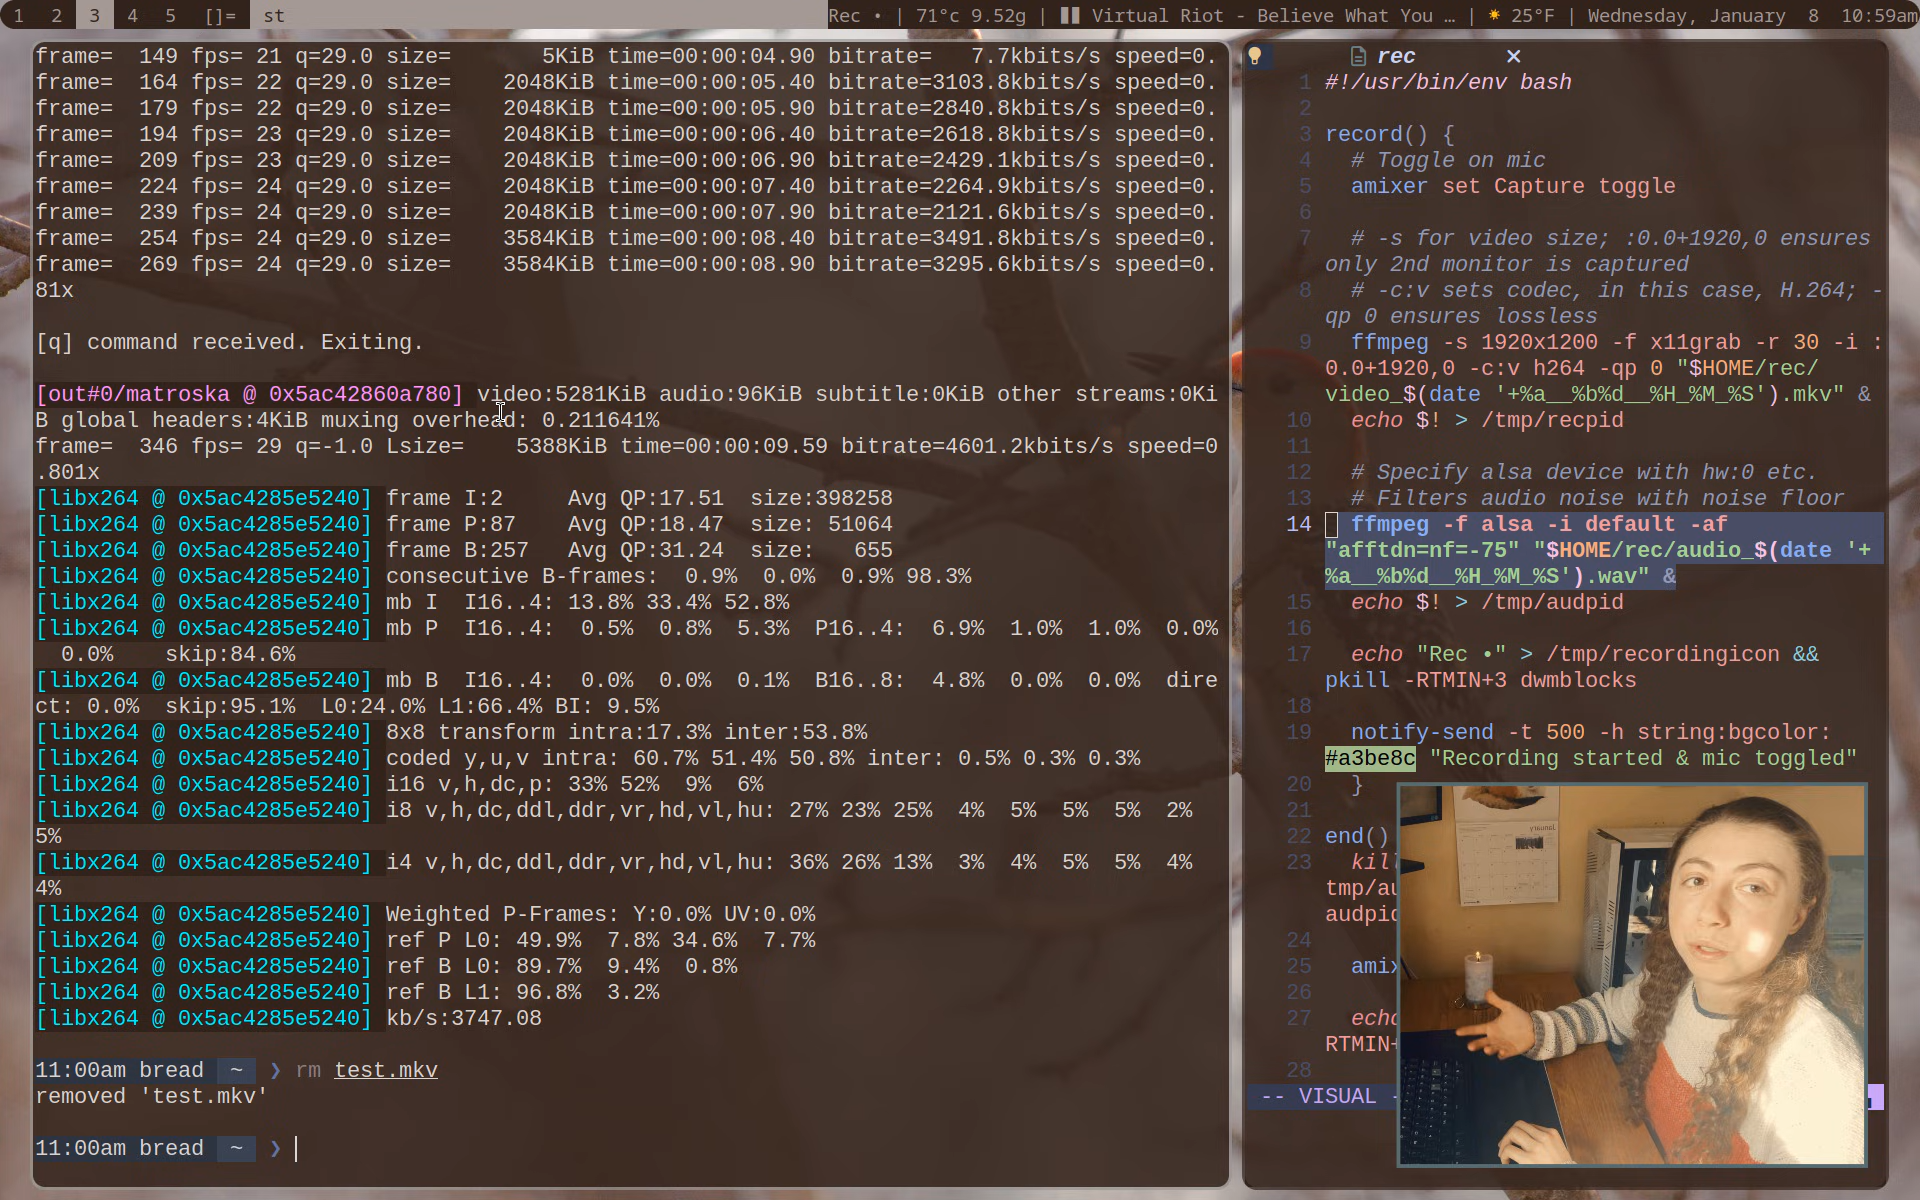 1 2 3 4 5 []= st Rec • | 71°c 9.52g | ▮▮ Virtual Riot - Believe What You … | ☀ 25°F | Wednesday, January 8 10:59am
frame= 149 fps= 21 q=29.0 size= 5KiB time=00:00:04.90 bitrate= 7.7kbits/s speed=0.
frame= 164 fps= 22 q=29.0 size= 2048KiB time=00:00:05.40 bitrate=3103.8kbits/s speed=0.
frame= 179 fps= 22 q=29.0 size= 2048KiB time=00:00:05.90 bitrate=2840.8kbits/s speed=0.
frame= 194 fps= 23 q=29.0 size= 2048KiB time=00:00:06.40 bitrate=2618.8kbits/s speed=0.
frame= 209 fps= 23 q=29.0 size= 2048KiB time=00:00:06.90 bitrate=2429.1kbits/s speed=0.
frame= 224 fps= 24 q=29.0 size= 2048KiB time=00:00:07.40 bitrate=2264.9kbits/s speed=0.
frame= 239 fps= 24 q=29.0 size= 2048KiB time=00:00:07.90 bitrate=2121.6kbits/s speed=0.
frame= 254 fps= 24 q=29.0 size= 3584KiB time=00:00:08.40 bitrate=3491.8kbits/s speed=0.
frame= 269 fps= 24 q=29.0 size= 3584KiB time=00:00:08.90 bitrate=3295.6kbits/s speed=0.
81x
[q] command received. Exiting.
[out#0/matroska @ 0x5ac42860a780] video:5281KiB audio:96KiB subtitle:0KiB other streams:0Ki
B global headers:4KiB muxing overhead: 0.211641%
frame= 346 fps= 29 q=-1.0 Lsize= 5388KiB time=00:00:09.59 bitrate=4601.2kbits/s speed=0
.801x
[libx264 @ 0x5ac4285e5240] frame I:2 Avg QP:17.51 size:398258
[libx264 @ 0x5ac4285e5240] frame P:87 Avg QP:18.47 size: 51064
[libx264 @ 0x5ac4285e5240] frame B:257 Avg QP:31.24 size: 655
[libx264 @ 0x5ac4285e5240] consecutive B-frames: 0.9% 0.0% 0.9% 98.3%
[libx264 @ 0x5ac4285e5240] mb I I16..4: 13.8% 33.4% 52.8%
[libx264 @ 0x5ac4285e5240] mb P I16..4: 0.5% 0.8% 5.3% P16..4: 6.9% 1.0% 1.0% 0.0%
0.0% skip:84.6%
[libx264 @ 0x5ac4285e5240] mb B I16..4: 0.0% 0.0% 0.1% B16..8: 4.8% 0.0% 0.0% dire
ct: 0.0% skip:95.1% L0:24.0% L1:66.4% BI: 9.5%
[libx264 @ 0x5ac4285e5240] 8x8 transform intra:17.3% inter:53.8%
[libx264 @ 0x5ac4285e5240] coded y,u,v intra: 60.7% 51.4% 50.8% inter: 0.5% 0.3% 0.3%
[libx264 @ 0x5ac4285e5240] i16 v,h,dc,p: 33% 52% 9% 6%
[libx264 @ 0x5ac4285e5240] i8 v,h,dc,ddl,ddr,vr,hd,vl,hu: 27% 23% 25% 4% 5% 5% 5% 2%
5%
[libx264 @ 0x5ac4285e5240] i4 v,h,dc,ddl,ddr,vr,hd,vl,hu: 36% 26% 13% 3% 4% 5% 5% 4%
4%
[libx264 @ 0x5ac4285e5240] Weighted P-Frames: Y:0.0% UV:0.0%
[libx264 @ 0x5ac4285e5240] ref P L0: 49.9% 7.8% 34.6% 7.7%
[libx264 @ 0x5ac4285e5240] ref B L0: 89.7% 9.4% 0.8%
[libx264 @ 0x5ac4285e5240] ref B L1: 96.8% 3.2%
[libx264 @ 0x5ac4285e5240] kb/s:3747.08
11:00am bread ~ ❯ rm test.mkv
removed 'test.mkv'
11:00am bread ~ ❯
rec ✕
1 #!/usr/bin/env bash
2
3 record() {
4 # Toggle on mic
5 amixer set Capture toggle
6
7 # -s for video size; :0.0+1920,0 ensures
only 2nd monitor is captured
8 # -c:v sets codec, in this case, H.264; -
qp 0 ensures lossless
9 ffmpeg -s 1920x1200 -f x11grab -r 30 -i :
0.0+1920,0 -c:v h264 -qp 0 "$HOME/rec/
video_$(date '+%a__%b%d__%H_%M_%S').mkv" &
10 echo $! > /tmp/recpid
11
12 # Specify alsa device with hw:0 etc.
13 # Filters audio noise with noise floor
14 ffmpeg -f alsa -i default -af
"afftdn=nf=-75" "$HOME/rec/audio_$(date '+
%a__%b%d__%H_%M_%S').wav" &
15 echo $! > /tmp/audpid
16
17 echo "Rec •" > /tmp/recordingicon &&
pkill -RTMIN+3 dwmblocks
18
19 notify-send -t 500 -h string:bgcolor:
#a3be8c "Recording started & mic toggled"
20 }
21
22 end()
23 kill
tmp/au
audpid
24
25 amix
26
27 echo
RTMIN+
28
-- VISUAL -